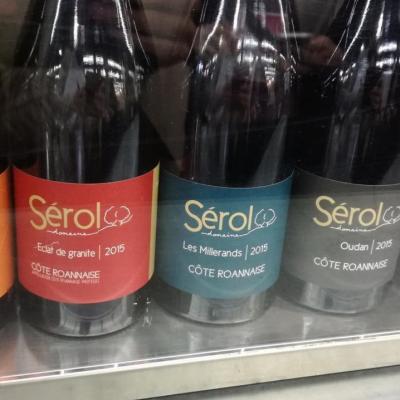 Sérol
domaine
Eclat de granite | 2015
CÔTE ROANNAISE
Sérol
domaine
Les Millerands | 2015
CÔTE ROANNAISE
Sérol
domaine
Oudan | 2015
CÔTE ROANNAISE